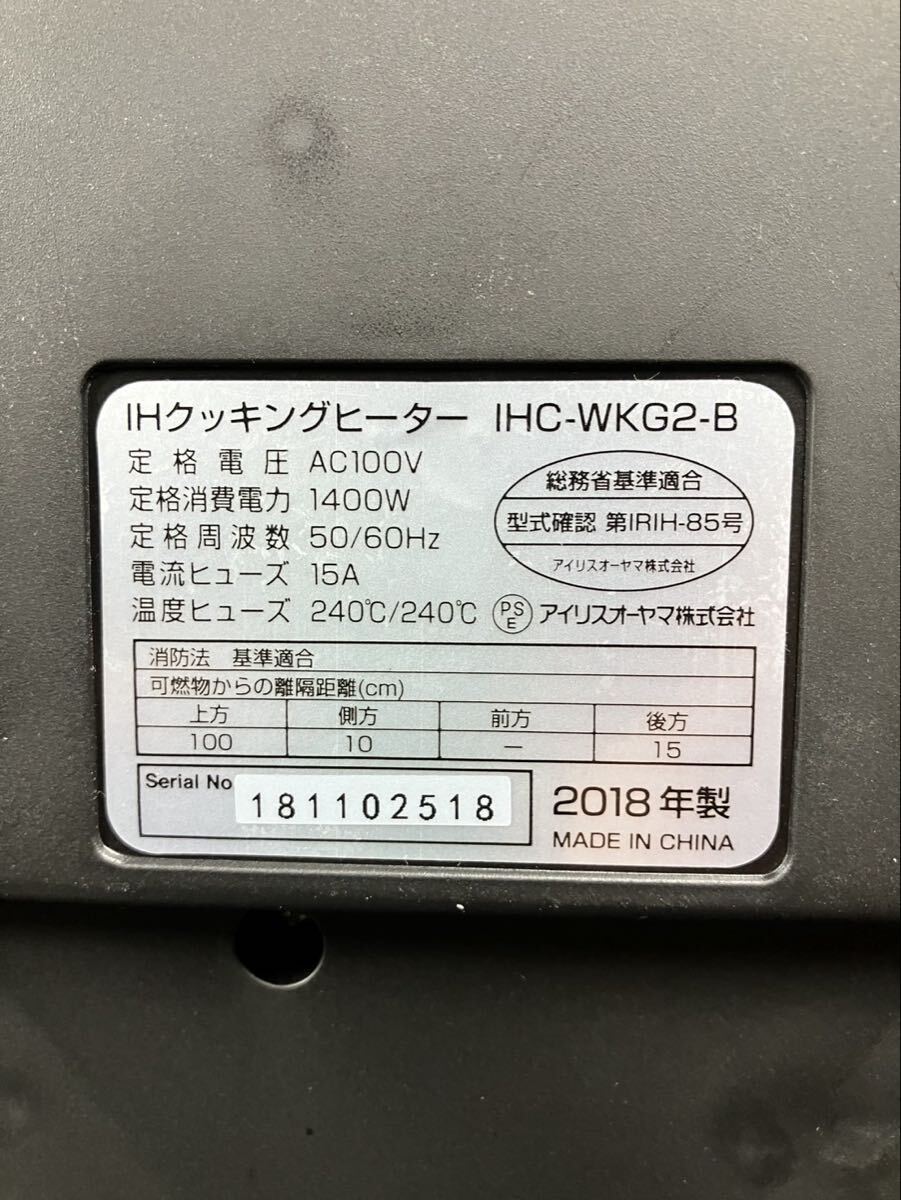 IHクッキングヒーター IHC-WKG2-B
定格電圧 AC100V
定格消費電力 1400W
定格周波数 50/60Hz
電流ヒューズ 15A
温度ヒューズ 240℃/240℃
総務省基準適合
型式確認 第IRIH-85号
アイリスオーヤマ株式会社
PSE アイリスオーヤマ株式会社
消防法 基準適合
可燃物からの離隔距離(cm)
上方 側方 前方 後方
100 10 － 15
Serial No 181102518
2018年製
MADE IN CHINA